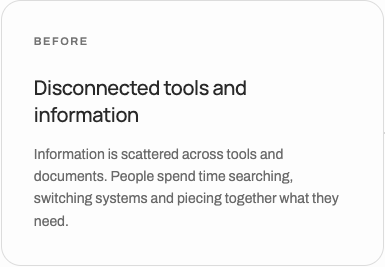 BEFORE
Disconnected tools and
information
Information is scattered across tools and
documents. People spend time searching,
switching systems and piecing together what they
need.